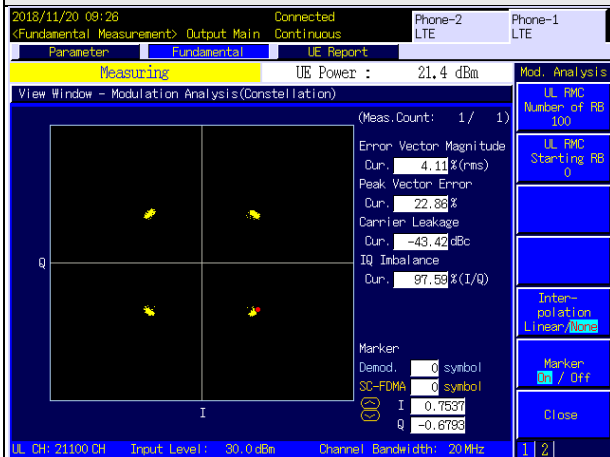 2018/11/20 09:26 Connected Phone-2 Phone-1
<Fundamental Measurement> Output Main Continuous LTE LTE
Parameter Fundamental UE Report
Measuring UE Power : 21.4 dBm Mod. Analysis
View Window - Modulation Analysis(Constellation)
UL RMC
Number of RB
100
(Meas.Count: 1/ 1)
UL RMC
Starting RB
0
Error Vector Magnitude
Cur. 4.11 %(rms)
Peak Vector Error
Cur. 22.86 %
Carrier Leakage
Cur. -43.42 dBc
IQ Imbalance
Cur. 97.59 %(I/Q)
Q
I
Inter-
polation
Linear/None
Marker
Demod. 0 symbol
SC-FDMA 0 symbol
I 0.7537
Q -0.6793
Marker
On / Off
Close
UL CH: 21100 CH Input Level: 30.0 dBm Channel Bandwidth: 20 MHz 1 2